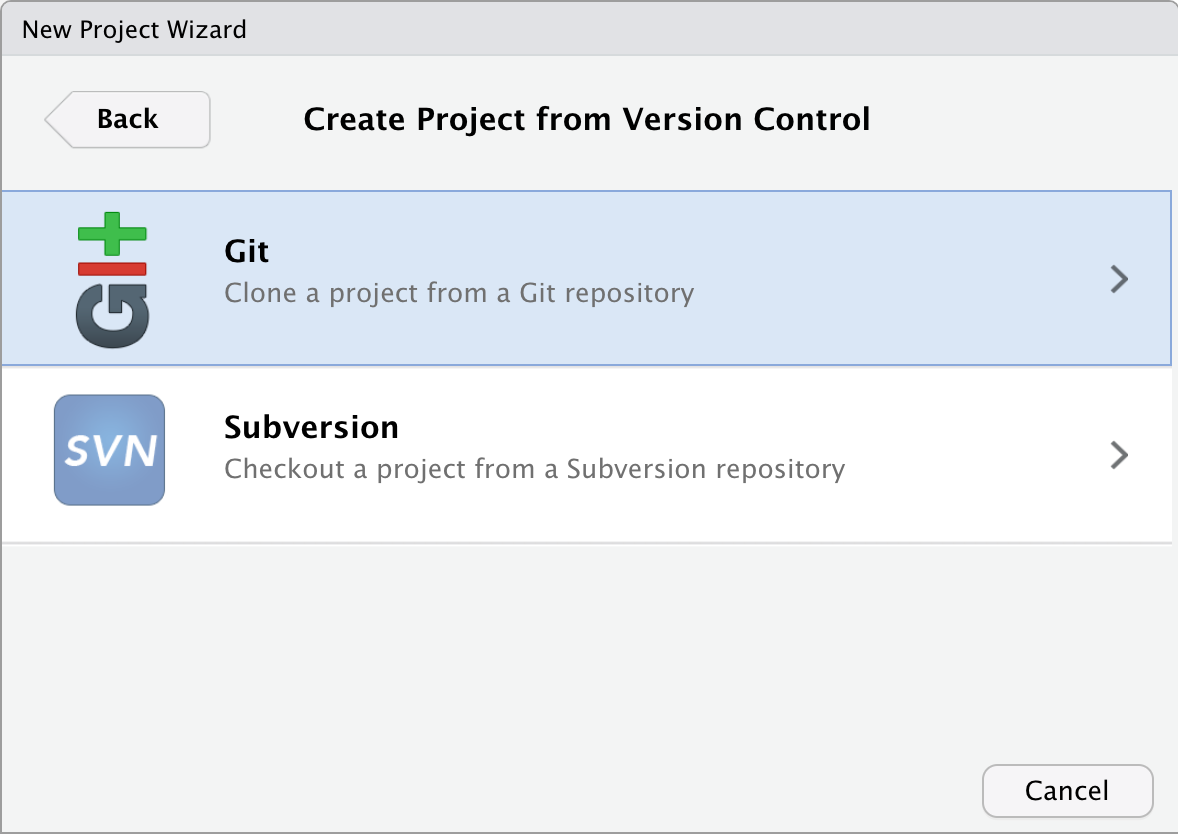 New Project Wizard
Back
Create Project from Version Control
Git
Git
Clone a project from a Git repository
SVN
Subversion
Checkout a project from a Subversion repository
Cancel